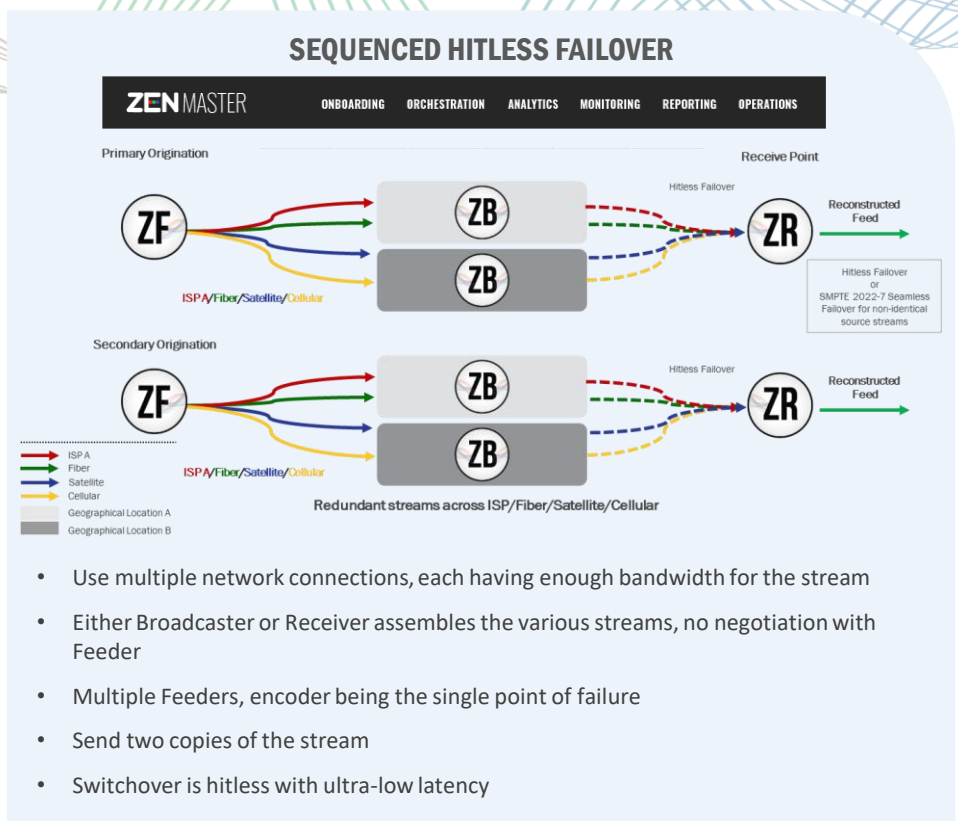 SEQUENCED HITLESS FAILOVER
ZEN MASTER ONBOARDING ORCHESTRATION ANALYTICS MONITORING REPORTING OPERATIONS
Primary Origination
Receive Point
ZF
ZB
ZB
Hitless Failover
ZR
Reconstructed
Feed
ISP A/Fiber/Satellite/Cellular
Hitless Failover
or
SMPTE 2022-7 Seamless
Failover for non-identical
source streams
Secondary Origination
ZF
ZB
ZB
Hitless Failover
ZR
Reconstructed
Feed
ISP A/Fiber/Satellite/Cellular
ISP A
Fiber
Satellite
Cellular
Geographical Location A
Geographical Location B
Redundant streams across ISP/Fiber/Satellite/Cellular
• Use multiple network connections, each having enough bandwidth for the stream
• Either Broadcaster or Receiver assembles the various streams, no negotiation with
Feeder
• Multiple Feeders, encoder being the single point of failure
• Send two copies of the stream
• Switchover is hitless with ultra-low latency